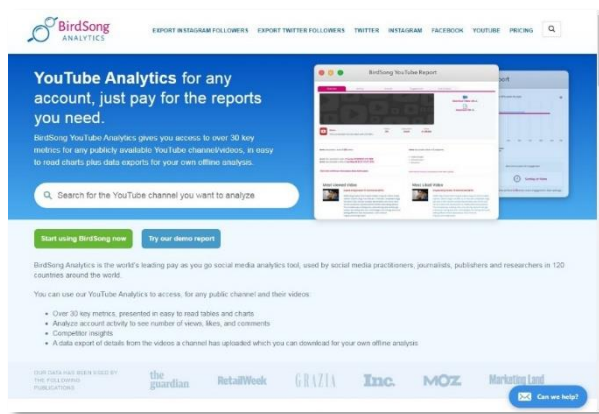 BirdSong
ANALYTICS
EXPORT INSTAGRAM FOLLOWERS EXPORT TWITTER FOLLOWERS TWITTER INSTAGRAM FACEBOOK YOUTUBE PRICING
YouTube Analytics for any
account, just pay for the reports
you need.
BirdSong YouTube Analytics gives you access to over 30 key
metrics for any publicly available YouTube channel/videos, in easy
to read charts plus data exports for your own offline analysis.
Search for the YouTube channel you want to analyze
BirdSong YouTube Report
Most Viewed Video Most Liked Video
Start using BirdSong now Try our demo report
BirdSong Analytics is the world's leading pay as you go social media analytics tool, used by social media practitioners, journalists, publishers and researchers in 120
countries around the world.
You can use our YouTube Analytics to access, for any public channel and their videos:
Over 30 key metrics, presented in easy to read tables and charts
Analyze account activity to see number of views, likes, and comments
Competitor insights
A data export of details from the videos a channel has uploaded which you can download for your own offline analysis
OUR DATA HAS BEEN USED BY
THE FOLLOWING
PUBLICATIONS
the
guardian
RetailWeek
GRAZIA
Inc.
MOZ
Marketing Land
Can we help?